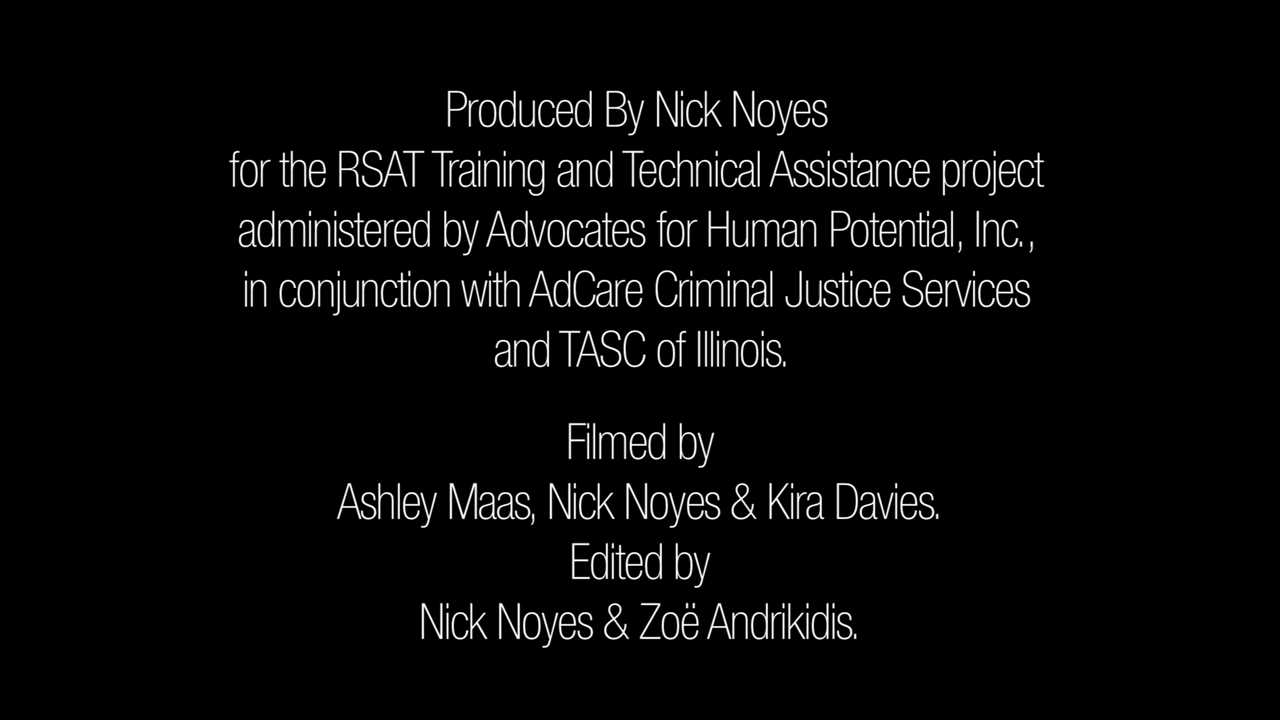 Produced By Nick Noyes
for the RSAT Training and Technical Assistance project
administered by Advocates for Human Potential, Inc.,
in conjunction with AdCare Criminal Justice Services
and TASC of Illinois.
Filmed by
Ashley Maas, Nick Noyes & Kira Davies.
Edited by
Nick Noyes & Zoë Andrikidis.